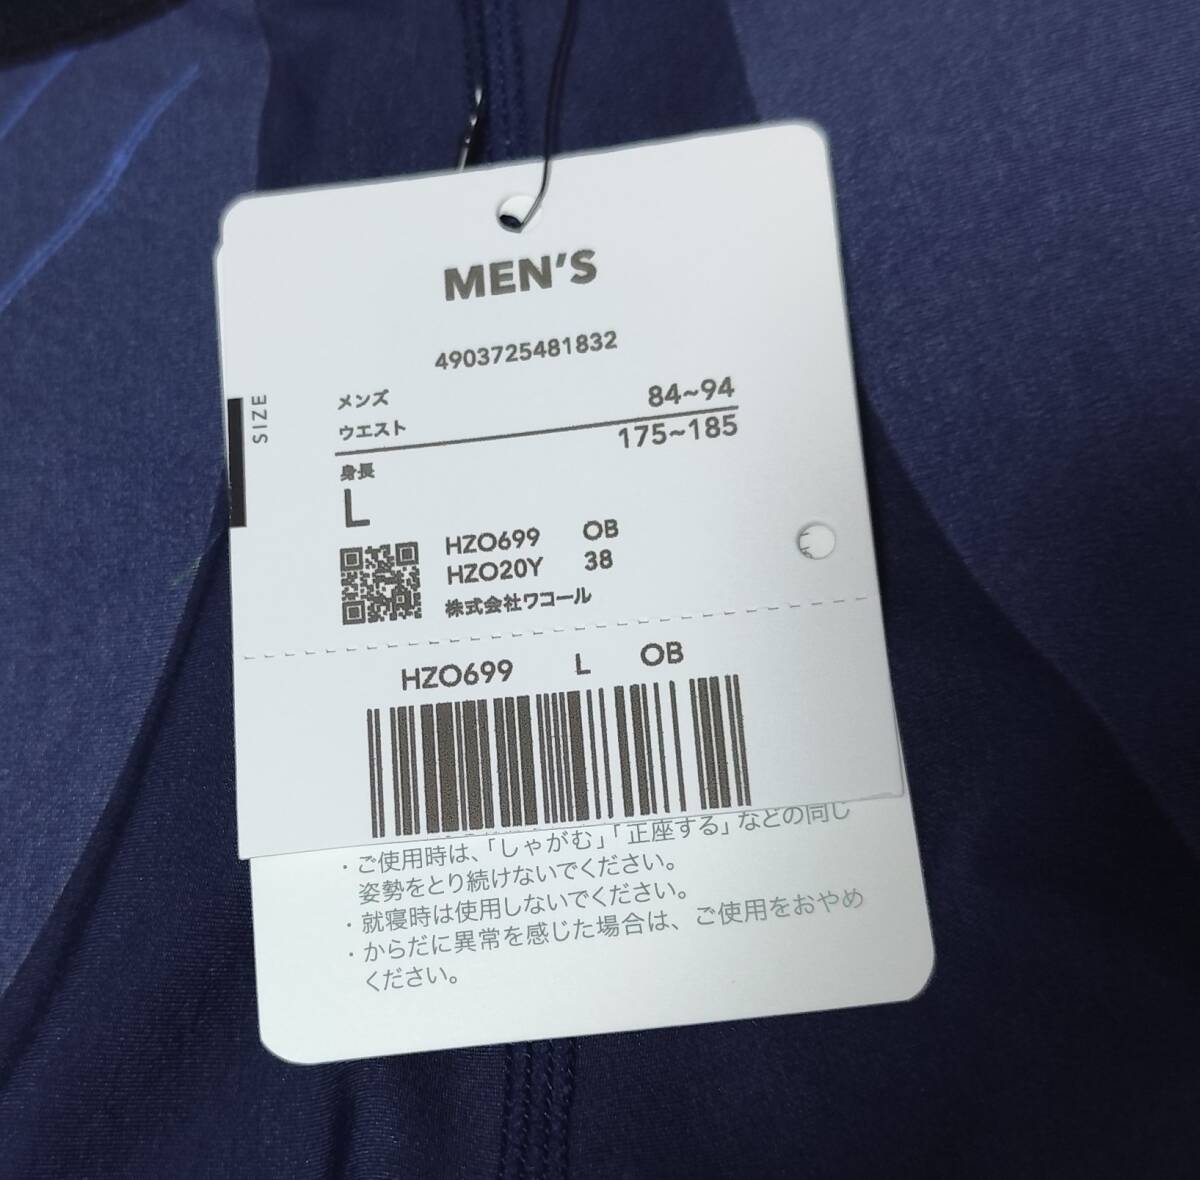 MEN'S
4903725481832
SIZE
メンズ
ウエスト 84~94
身長 175~185
L
HZO699 OB
HZO20Y 38
株式会社ワコール
HZO699 L OB
・ご使用時は、「しゃがむ」「正座する」などの同じ
姿勢をとり続けないでください。
・就寝時は使用しないでください。
・からだに異常を感じた場合は、ご使用をおやめ
ください。